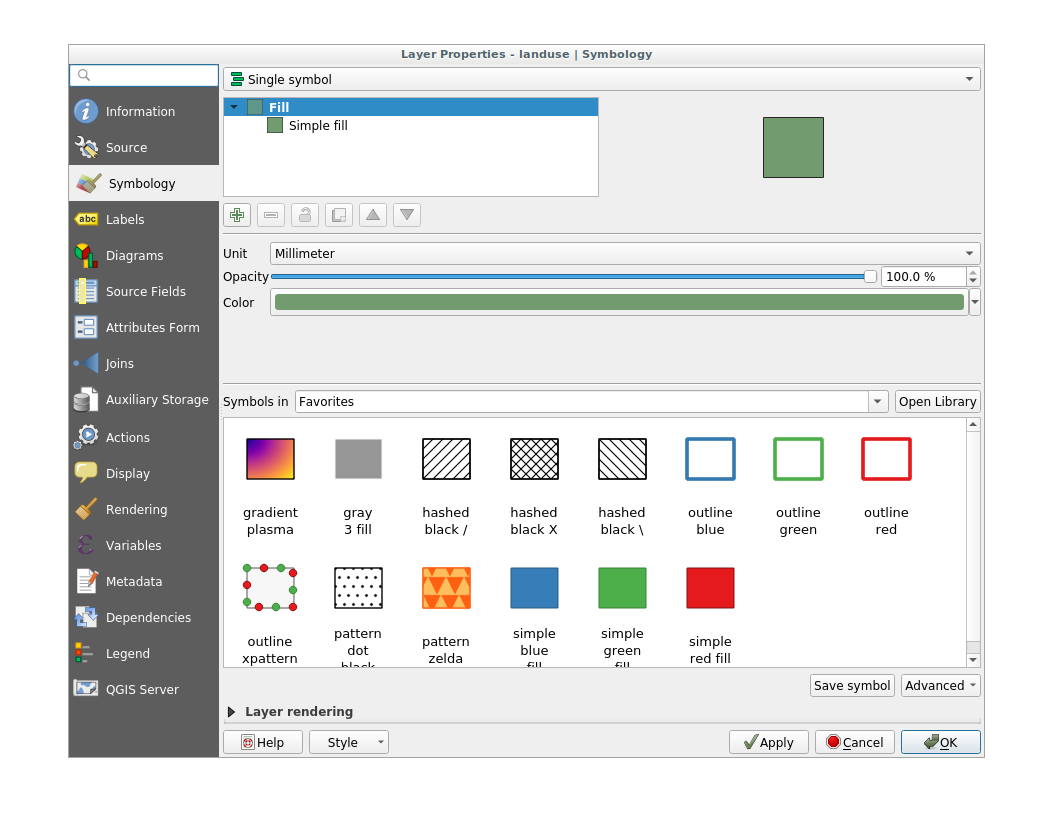 Layer Properties - landuse | Symbology
Single symbol
Information
Source
Symbology
Labels
Diagrams
Source Fields
Attributes Form
Joins
Auxiliary Storage
Actions
Display
Rendering
Variables
Metadata
Dependencies
Legend
QGIS Server
abc
Fill
Simple fill
Unit
Millimeter
Opacity
100.0 %
Color
Symbols in
Favorites
Open Library
gradient
plasma
gray
3 fill
hashed
black /
hashed
black X
hashed
black \
outline
blue
outline
green
outline
red
outline
xpattern
pattern
dot
black
pattern
zelda
simple
blue
fill
simple
green
fill
simple
red fill
Save symbol
Advanced
Layer rendering
Help
Style
Apply
Cancel
OK